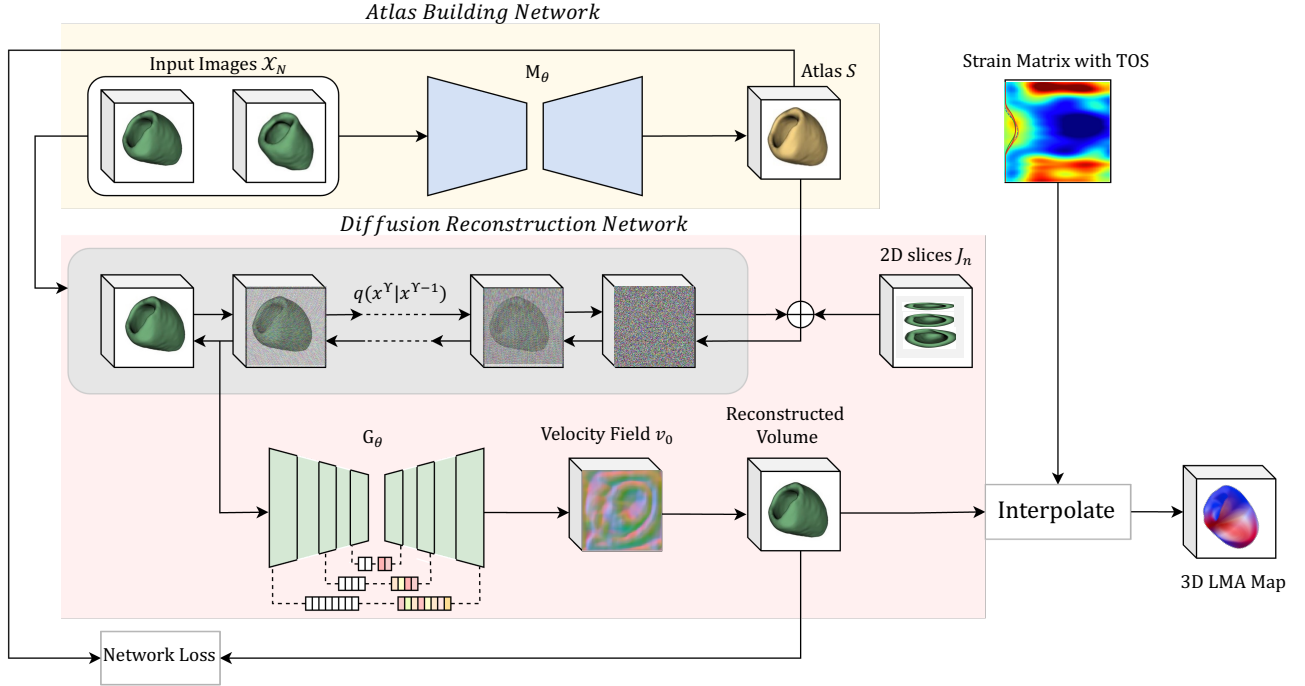 Atlas Building Network
Input Images 𝒳_N
M_θ
Atlas S
Strain Matrix with TOS
Diffusion Reconstruction Network
q(x^Υ|x^{Υ−1})
2D slices J_n
G_θ
Velocity Field v_0
Reconstructed
Volume
Interpolate
3D LMA Map
Network Loss